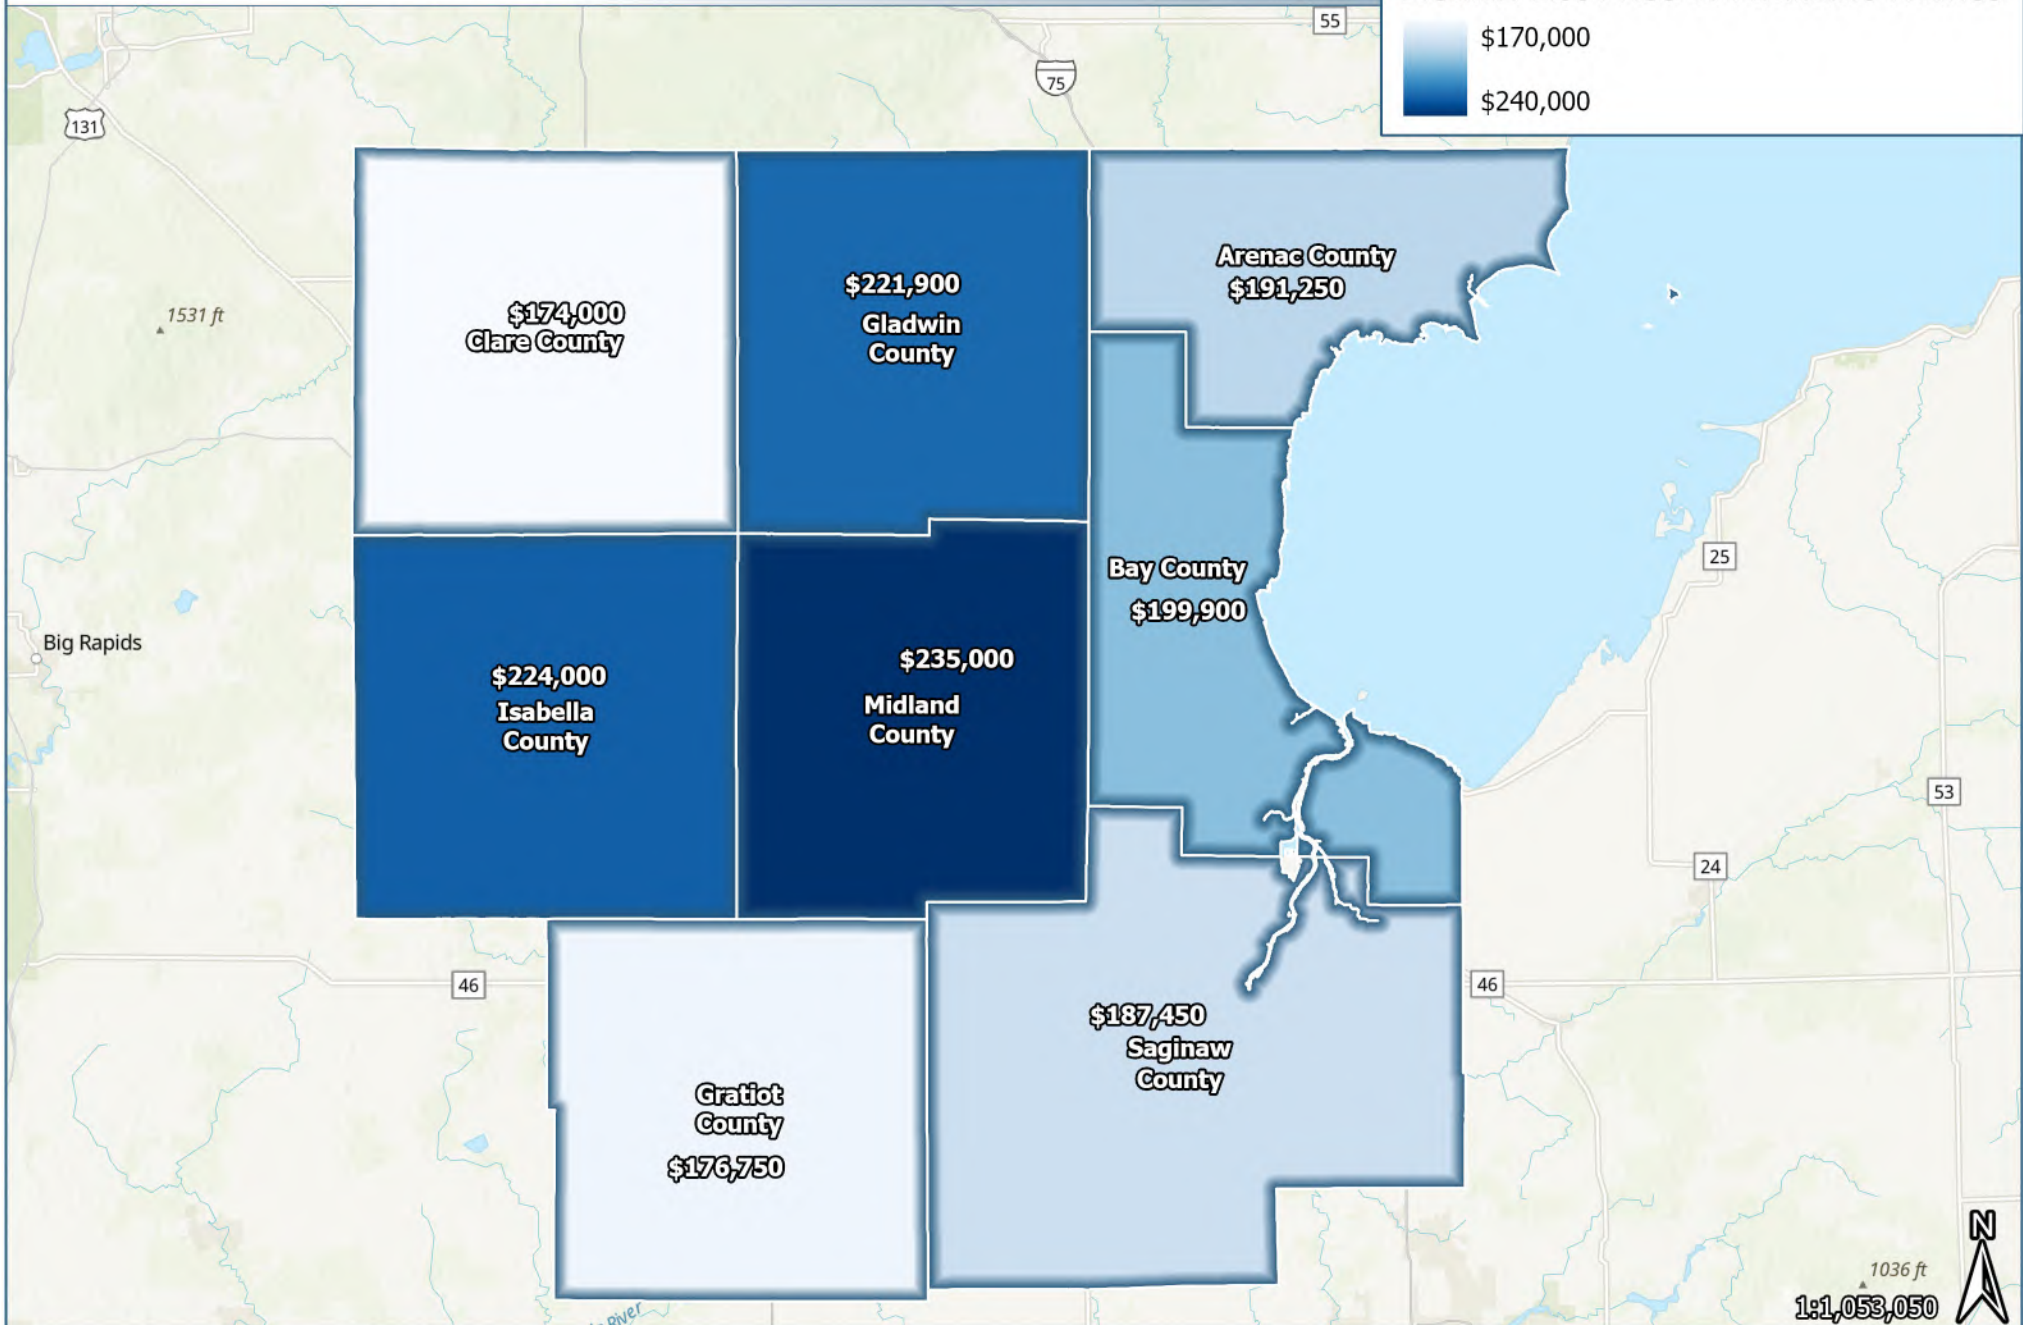 55
$170,000
75
$240,000
131
Arenac County
$191,250
$221,900
Gladwin
County
$174,000
Clare County
1531 ft
25
Bay County
$199,900
Big Rapids
$235,000
Midland
County
$224,000
Isabella
County
53
24
46
46
$187,450
Saginaw
County
Gratiot
County
$176,750
N
1036 ft
1:1,053,050
River